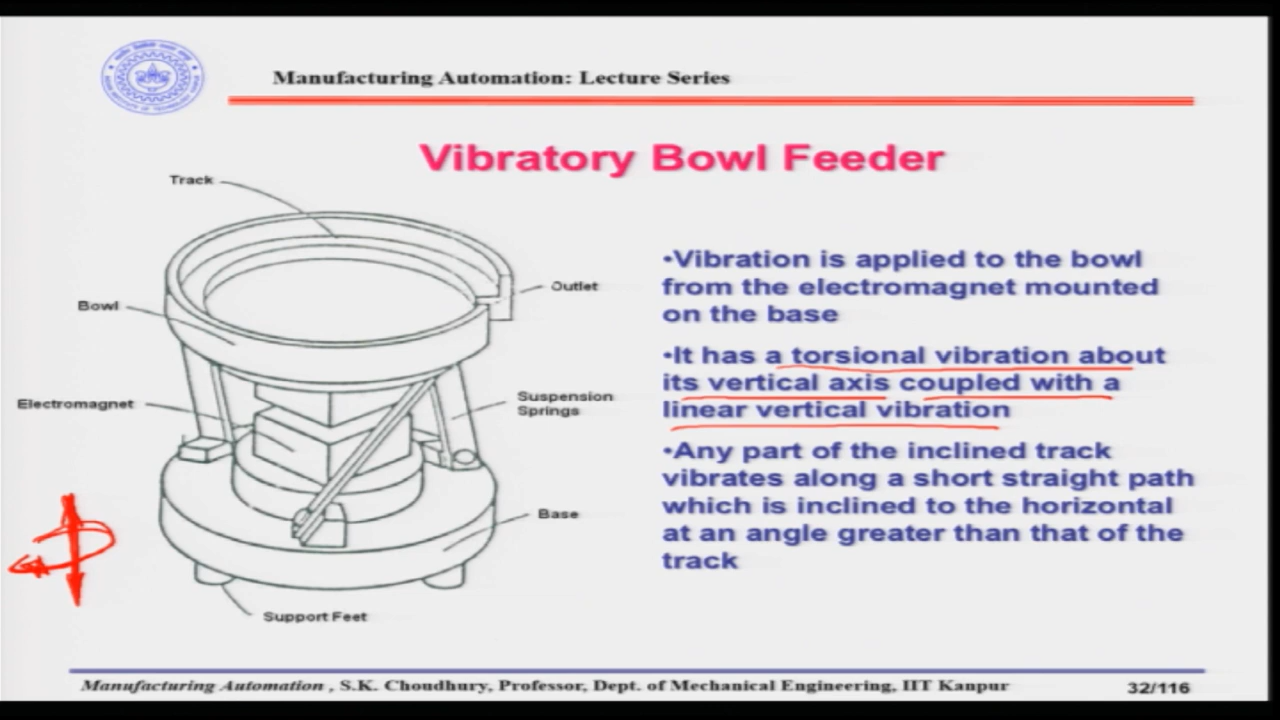 Manufacturing Automation: Lecture Series
Vibratory Bowl Feeder
Track
Bowl
Outlet
Electromagnet
Suspension
Springs
Base
Support Feet
•Vibration is applied to the bowl
from the electromagnet mounted
on the base
•It has a torsional vibration about
its vertical axis coupled with a
linear vertical vibration
•Any part of the inclined track
vibrates along a short straight path
which is inclined to the horizontal
at an angle greater than that of the
track
Manufacturing Automation , S.K. Choudhury, Professor, Dept. of Mechanical Engineering, IIT Kanpur
32/116